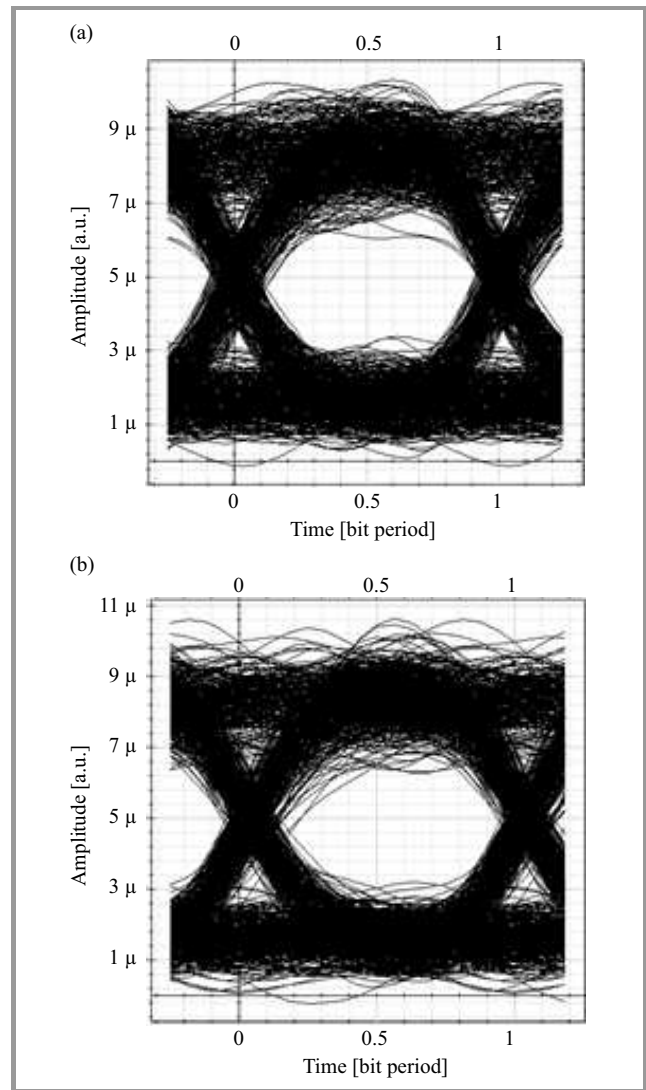 (a)
0 0.5 1
9 µ
7 µ
5 µ
3 µ
1 µ
Amplitude [a.u.]
0 0.5 1
Time [bit period]
(b)
0 0.5 1
11 µ
9 µ
7 µ
5 µ
3 µ
1 µ
Amplitude [a.u.]
0 0.5 1
Time [bit period]